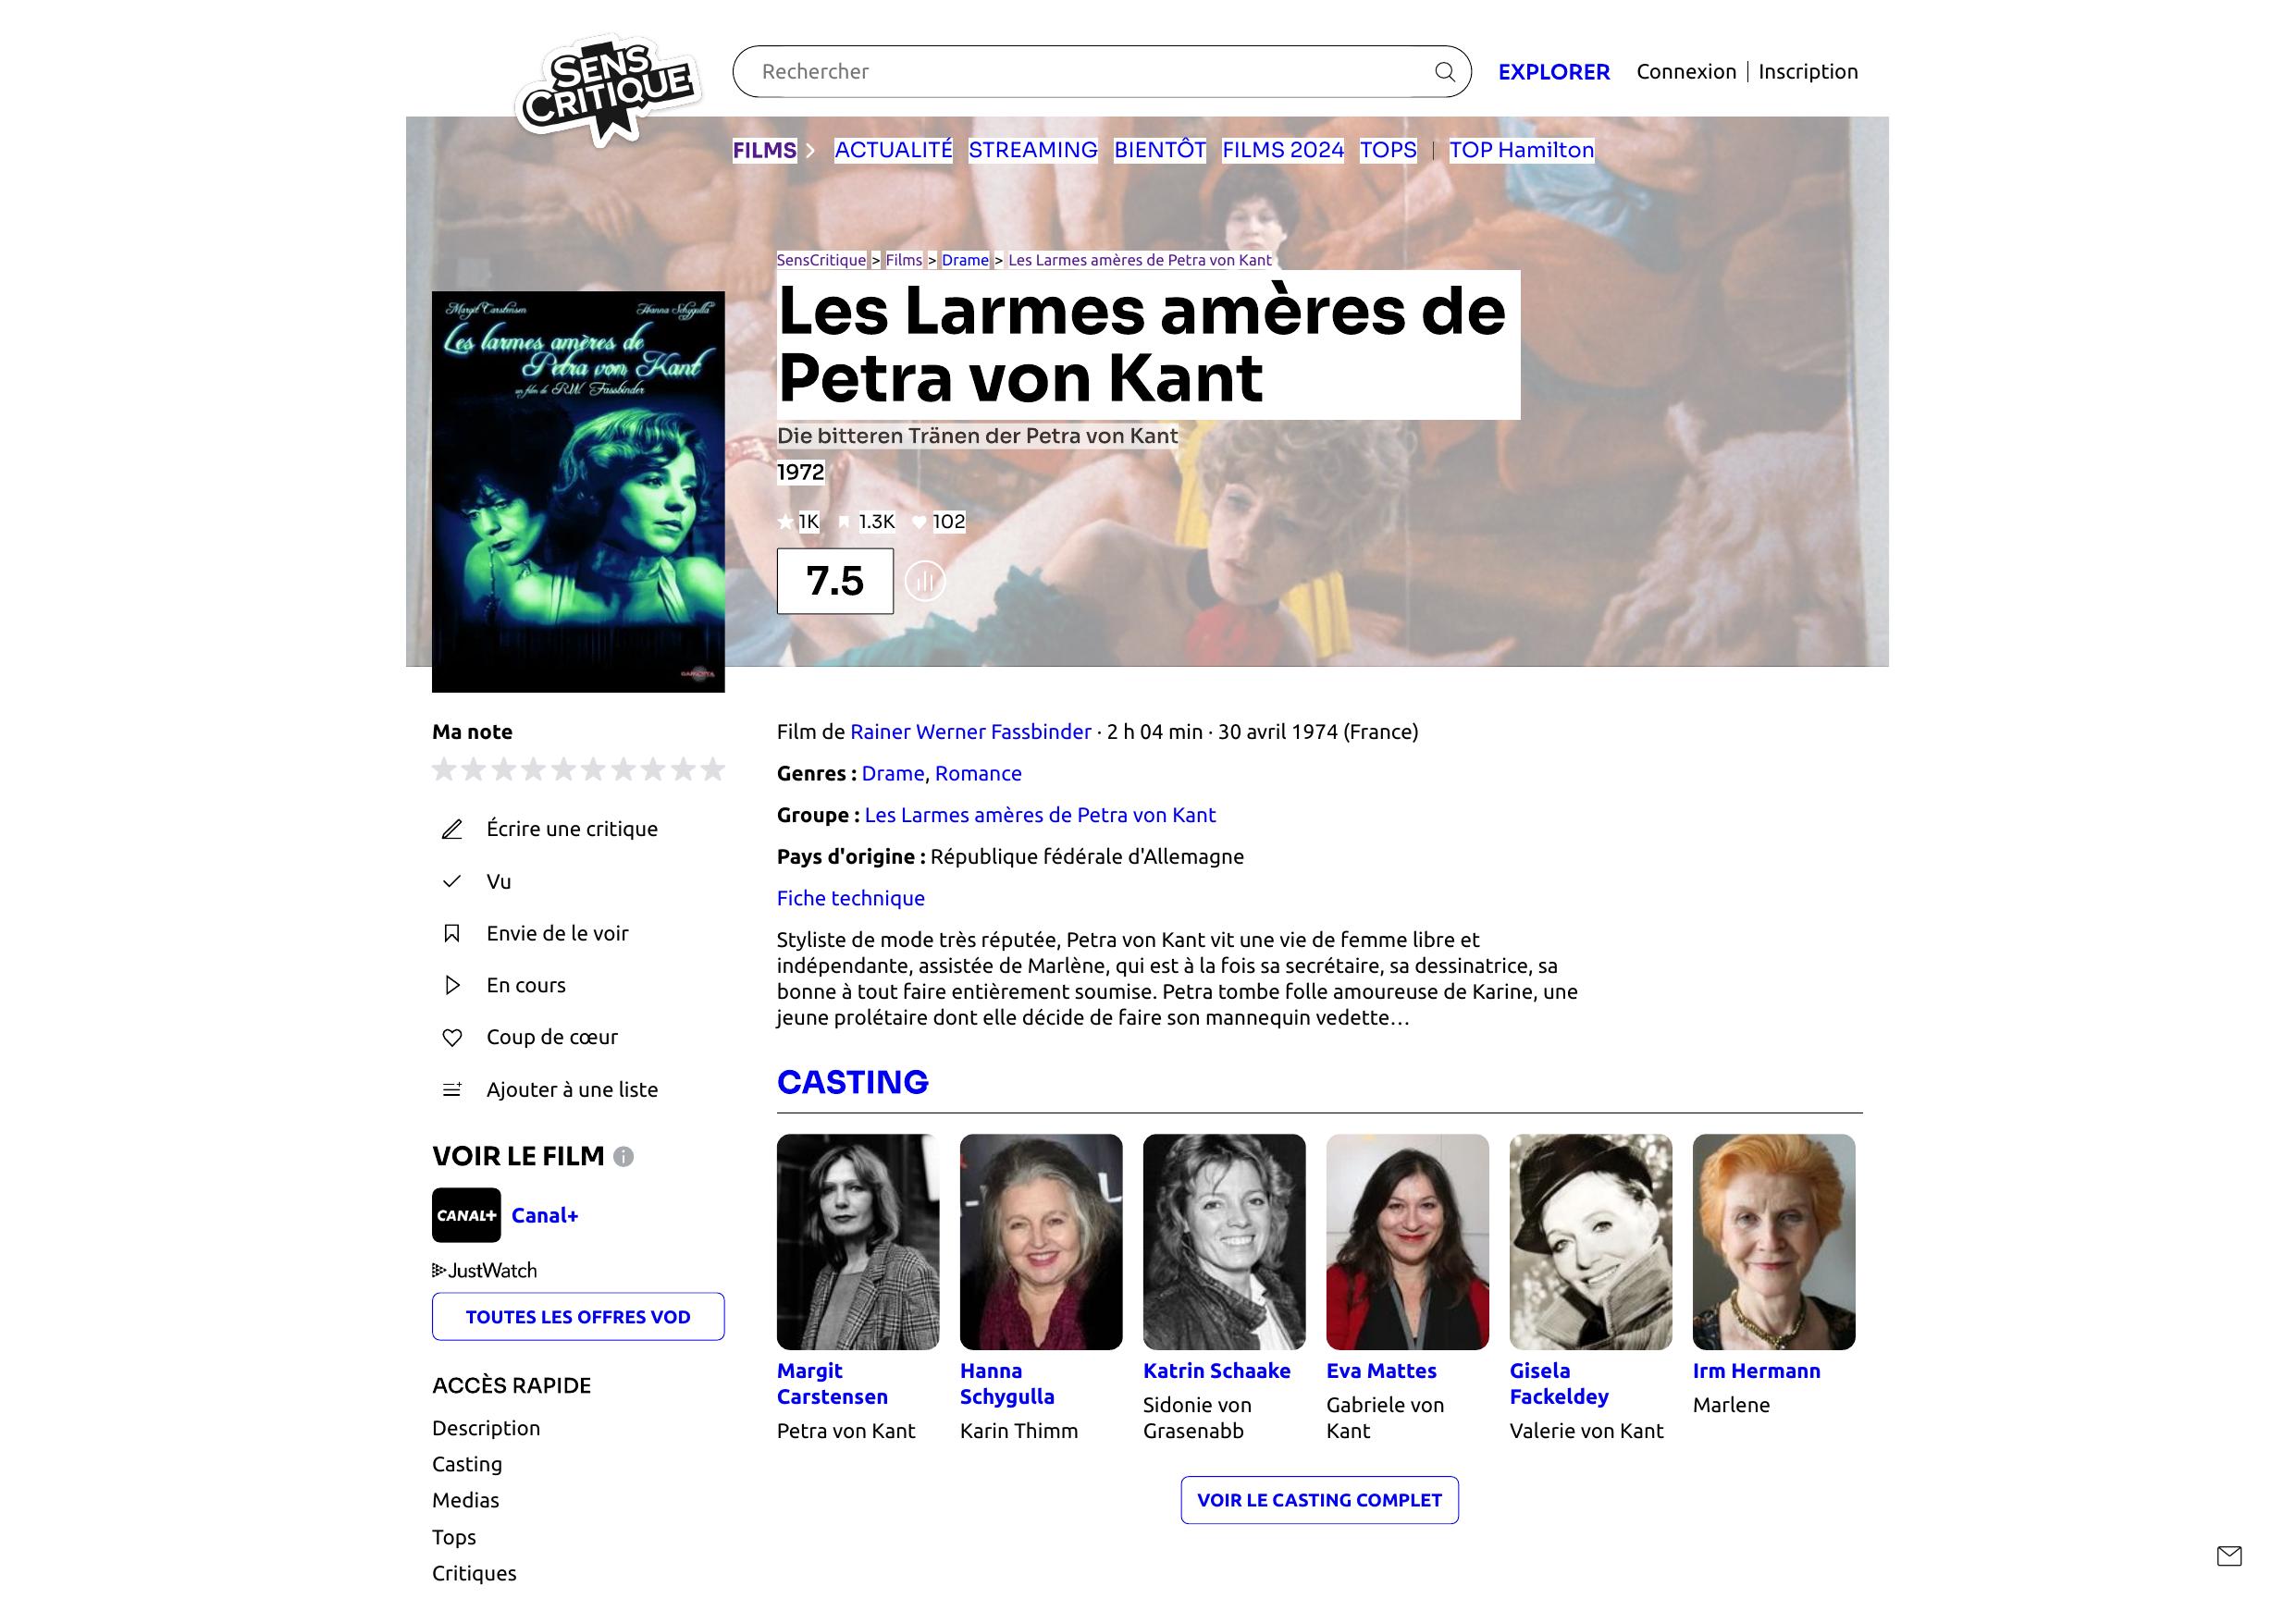 SENS
CRITIQUE
Rechercher
EXPLORER
Connexion | Inscription
FILMS
ACTUALITÉ
STREAMING
BIENTÔT
FILMS 2024
TOPS
|
TOP Hamilton
SensCritique > Films > Drame > Les Larmes amères de Petra von Kant
Les Larmes amères de
Petra von Kant
Die bitteren Tränen der Petra von Kant
1972
1K
1.3K
102
7.5
Margit Carstensen
Hanna Schygulla
Les larmes amères de
Petra von Kant
un film de R.W. Fassbinder
Ma note
Écrire une critique
Vu
Envie de le voir
En cours
Coup de cœur
Ajouter à une liste
VOIR LE FILM
CANAL+
Canal+
JustWatch
TOUTES LES OFFRES VOD
ACCÈS RAPIDE
Description
Casting
Medias
Tops
Critiques
Film de Rainer Werner Fassbinder · 2 h 04 min · 30 avril 1974 (France)
Genres : Drame, Romance
Groupe : Les Larmes amères de Petra von Kant
Pays d'origine : République fédérale d'Allemagne
Fiche technique
Styliste de mode très réputée, Petra von Kant vit une vie de femme libre et
indépendante, assistée de Marlène, qui est à la fois sa secrétaire, sa dessinatrice, sa
bonne à tout faire entièrement soumise. Petra tombe folle amoureuse de Karine, une
jeune prolétaire dont elle décide de faire son mannequin vedette…
CASTING
Margit
Carstensen
Petra von Kant
Hanna
Schygulla
Karin Thimm
Katrin Schaake
Sidonie von
Grasenabb
Eva Mattes
Gabriele von
Kant
Gisela
Fackeldey
Valerie von Kant
Irm Hermann
Marlene
VOIR LE CASTING COMPLET